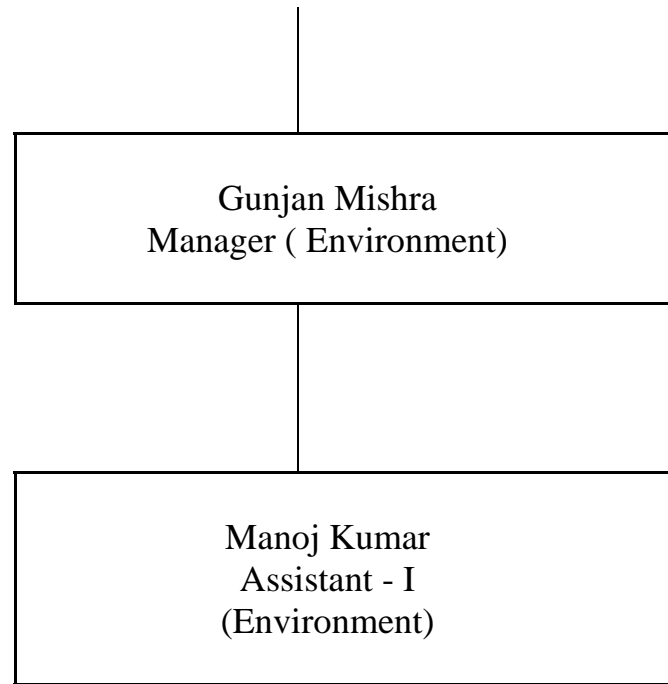 Gunjan Mishra
Manager ( Environment)
Manoj Kumar
Assistant - I
(Environment)